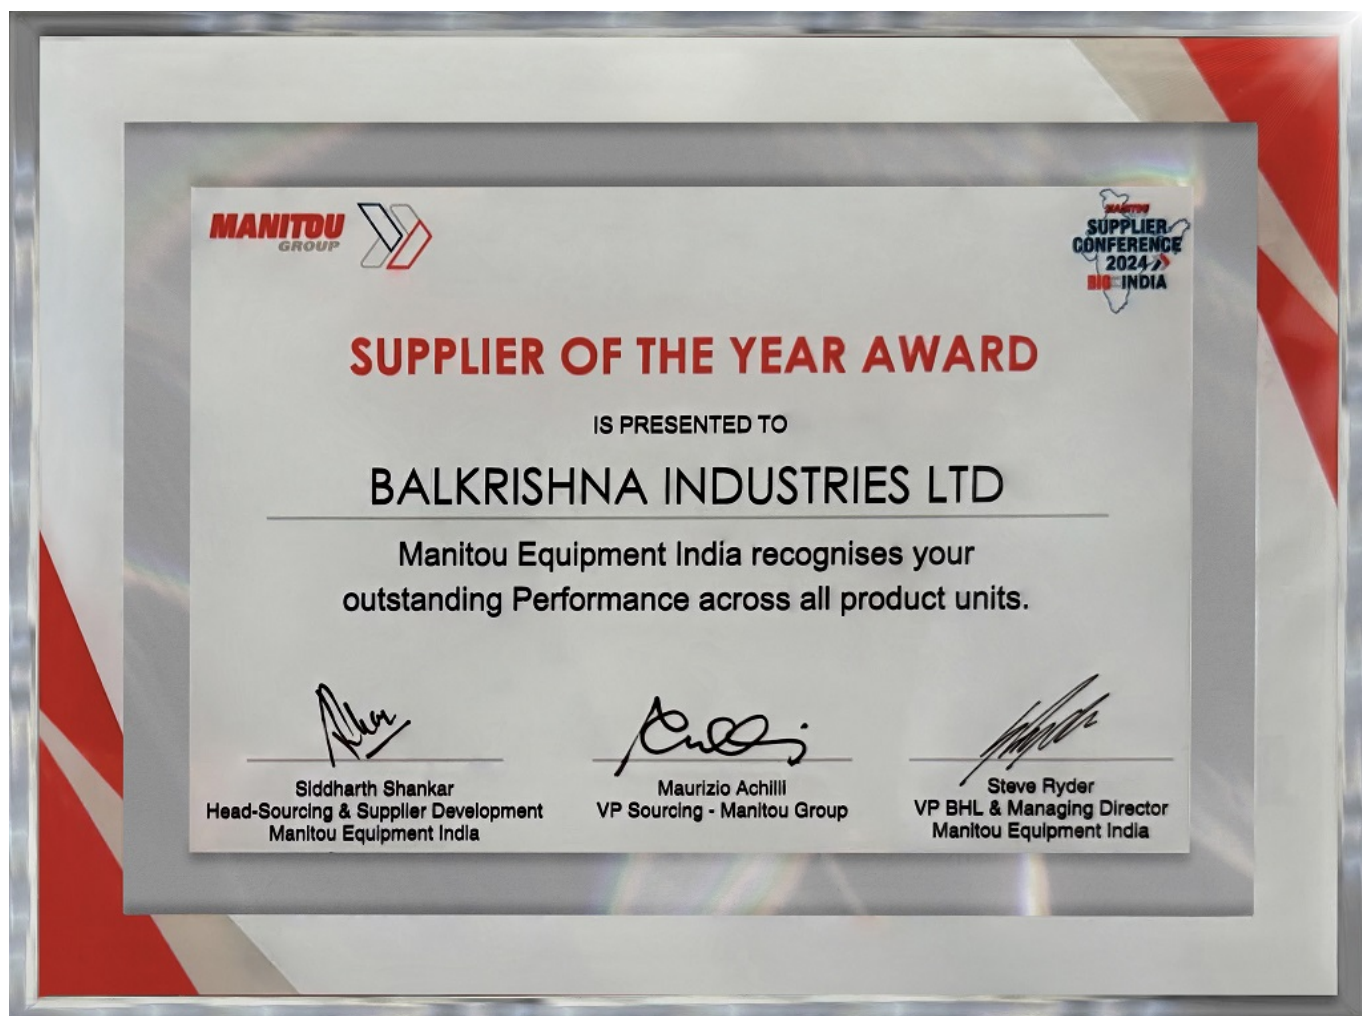 MANITOU
GROUP
MANITOU
SUPPLIER
CONFERENCE
2024
BIG INDIA
SUPPLIER OF THE YEAR AWARD
IS PRESENTED TO
BALKRISHNA INDUSTRIES LTD
Manitou Equipment India recognises your
outstanding Performance across all product units.
Siddharth Shankar
Head-Sourcing & Supplier Development
Manitou Equipment India
Maurizio Achilli
VP Sourcing - Manitou Group
Steve Ryder
VP BHL & Managing Director
Manitou Equipment India